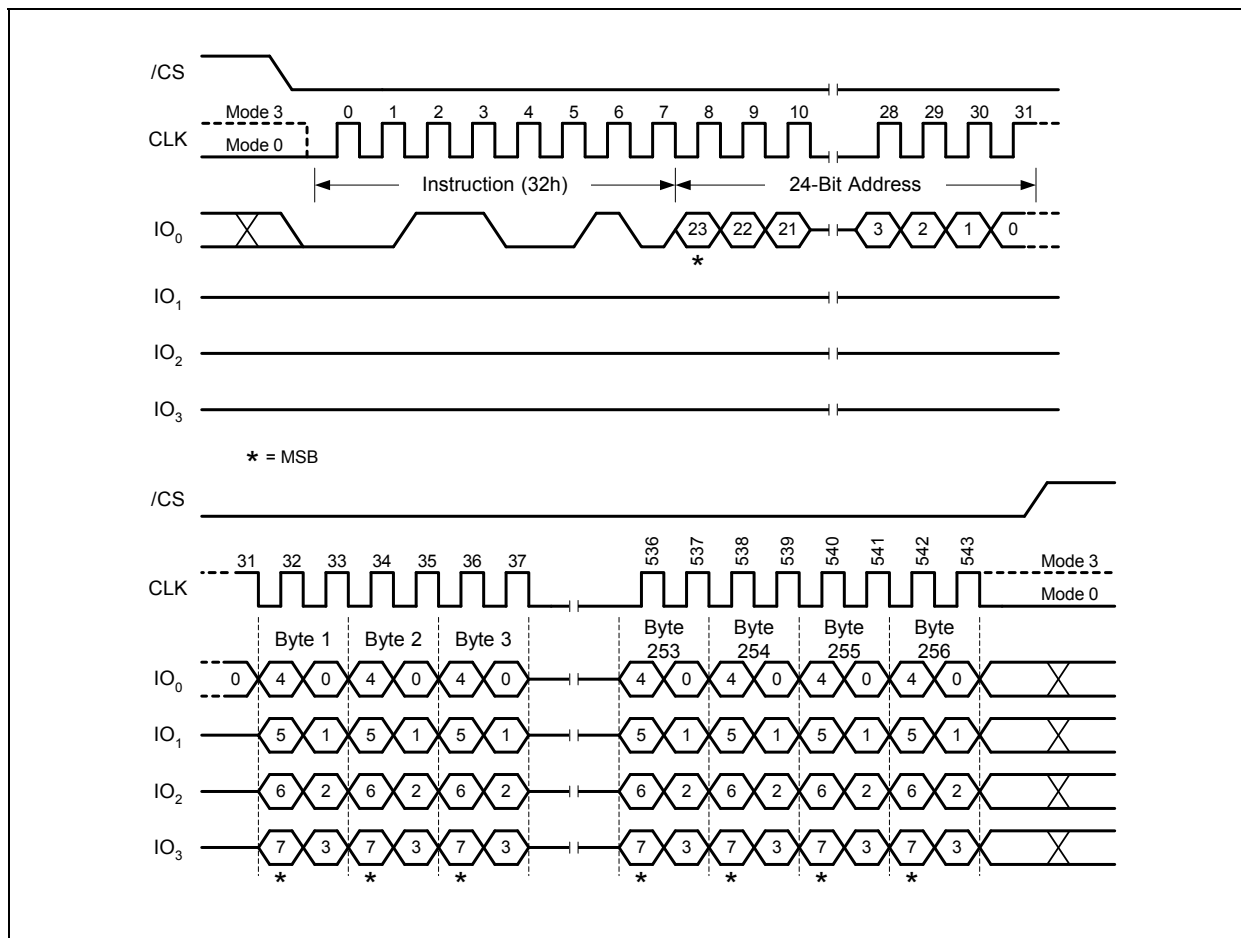 /CS
Mode 3
0 1 2 3 4 5 6 7 8 9 10 28 29 30 31
CLK
Mode 0
Instruction (32h)
24-Bit Address
IO0
23 22 21 3 2 1 0
*
IO1
IO2
IO3
* = MSB
/CS
31 32 33 34 35 36 37 536 537 538 539 540 541 542 543
Mode 3
CLK
Mode 0
Byte 1 Byte 2 Byte 3 Byte 253 Byte 254 Byte 255 Byte 256
IO0 0 4 0 4 0 4 0 4 0 4 0 4 0 4 0
IO1 5 1 5 1 5 1 5 1 5 1 5 1 5 1
IO2 6 2 6 2 6 2 6 2 6 2 6 2 6 2
IO3 7 3 7 3 7 3 7 3 7 3 7 3 7 3
* * * * * * *